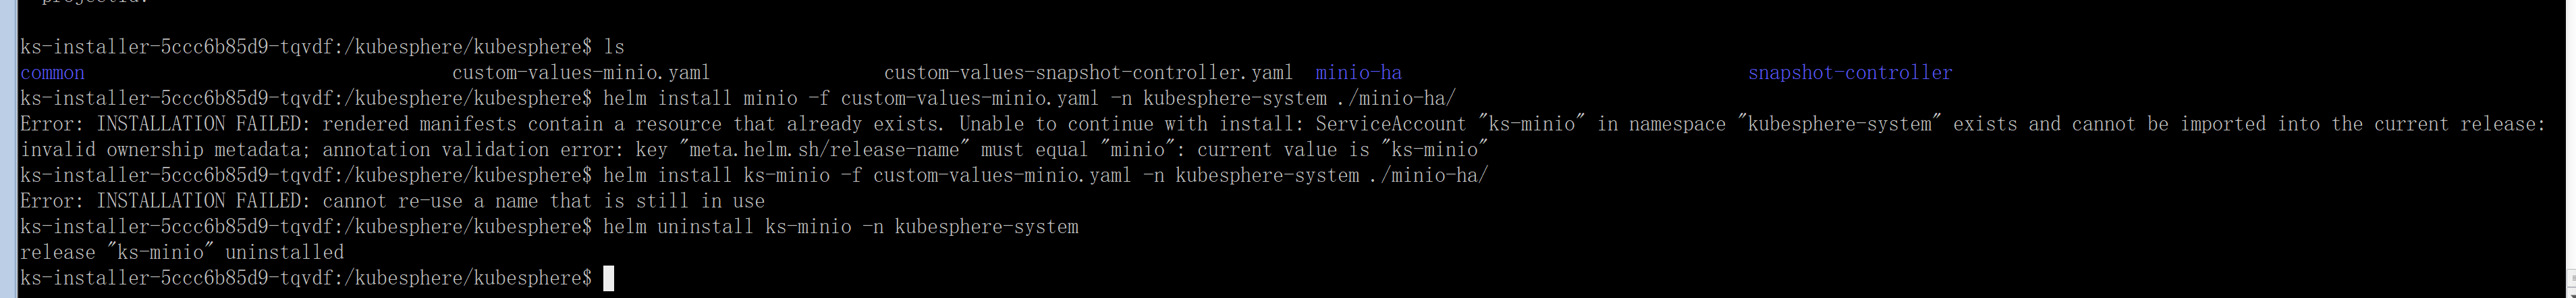 projectId:
ks-installer-5ccc6b85d9-tqvdf:/kubesphere/kubesphere$ ls
common custom-values-minio.yaml custom-values-snapshot-controller.yaml minio-ha snapshot-controller
ks-installer-5ccc6b85d9-tqvdf:/kubesphere/kubesphere$ helm install minio -f custom-values-minio.yaml -n kubesphere-system ./minio-ha/
Error: INSTALLATION FAILED: rendered manifests contain a resource that already exists. Unable to continue with install: ServiceAccount "ks-minio" in namespace "kubesphere-system" exists and cannot be imported into the current release:
invalid ownership metadata; annotation validation error: key "meta.helm.sh/release-name" must equal "minio": current value is "ks-minio"
ks-installer-5ccc6b85d9-tqvdf:/kubesphere/kubesphere$ helm install ks-minio -f custom-values-minio.yaml -n kubesphere-system ./minio-ha/
Error: INSTALLATION FAILED: cannot re-use a name that is still in use
ks-installer-5ccc6b85d9-tqvdf:/kubesphere/kubesphere$ helm uninstall ks-minio -n kubesphere-system
release "ks-minio" uninstalled
ks-installer-5ccc6b85d9-tqvdf:/kubesphere/kubesphere$